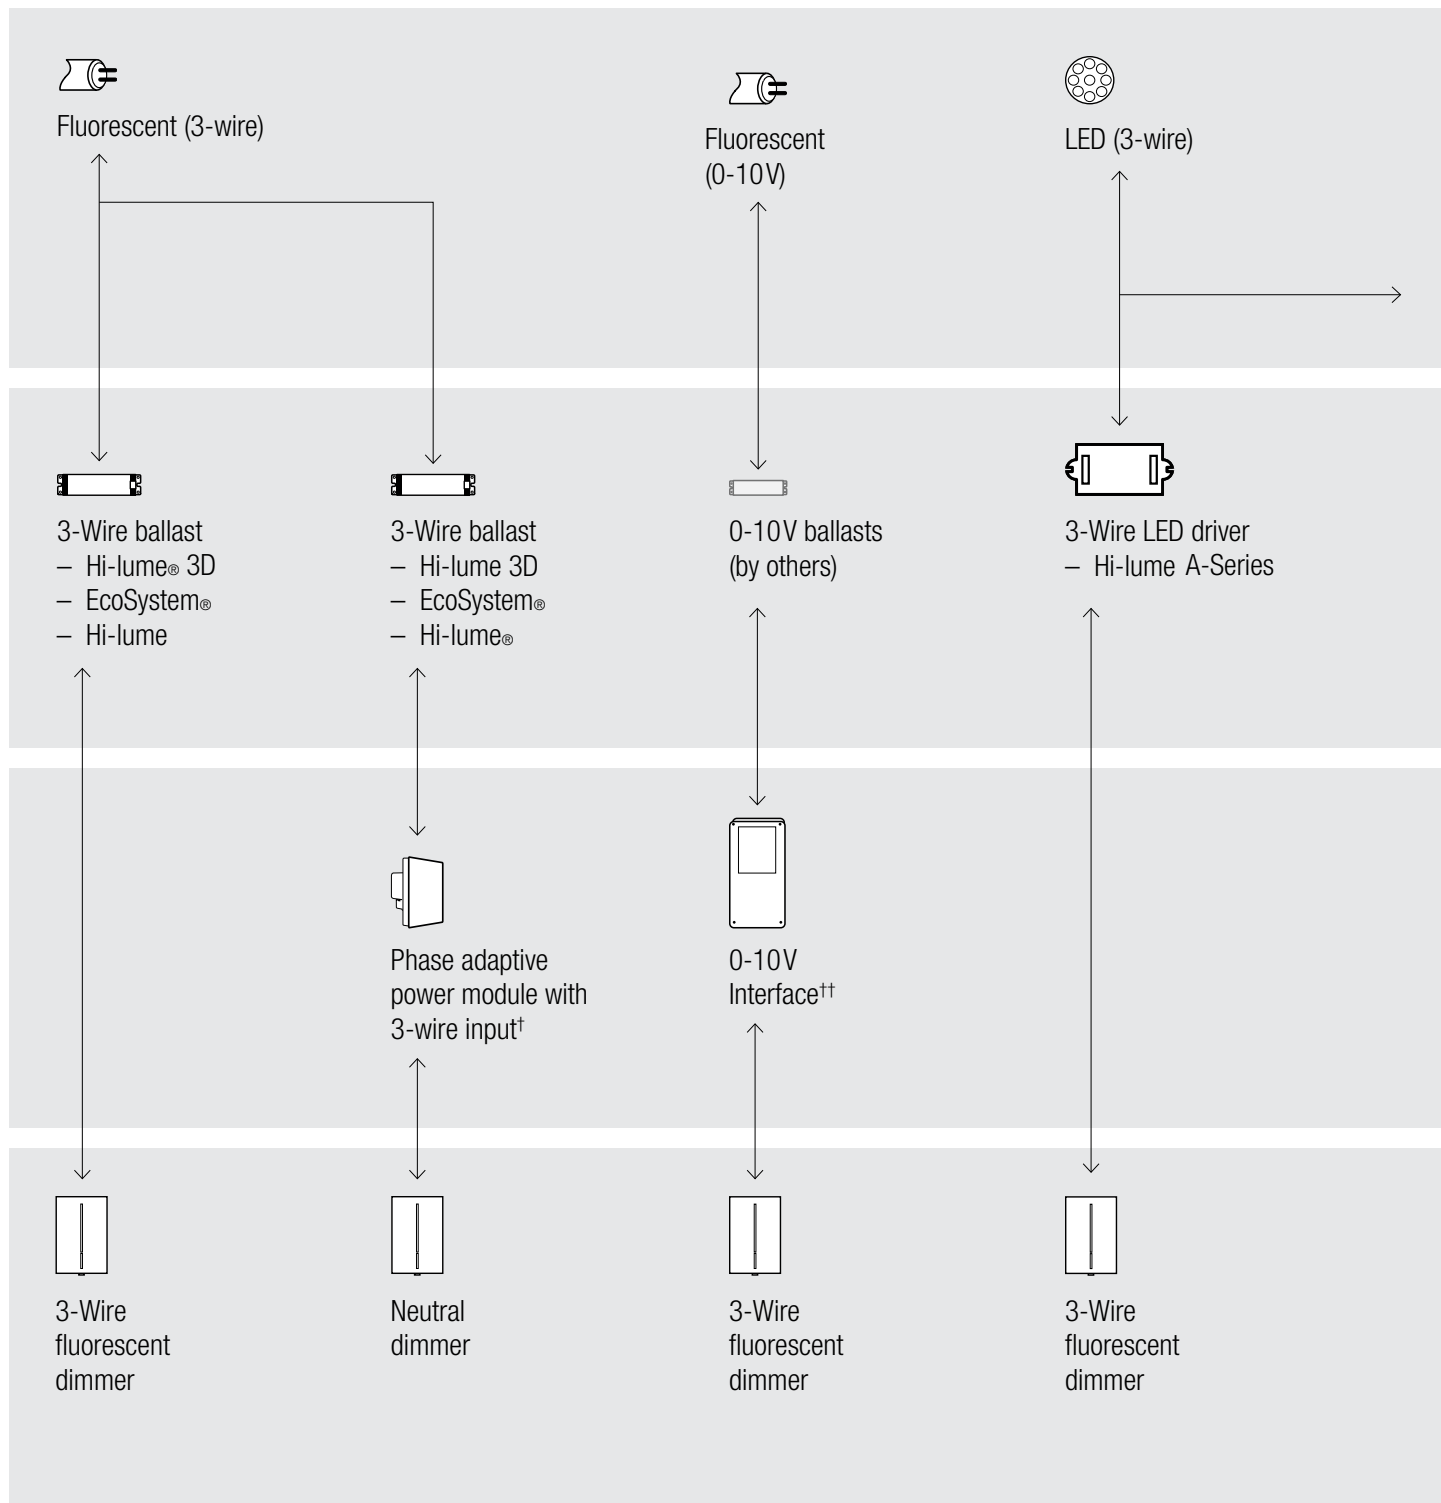 Fluorescent (3-wire)
Fluorescent
(0-10V)
LED (3-wire)
3-Wire ballast
– Hi-lume® 3D
– EcoSystem®
– Hi-lume
3-Wire ballast
– Hi-lume 3D
– EcoSystem®
– Hi-lume®
0-10V ballasts
(by others)
3-Wire LED driver
– Hi-lume A-Series
Phase adaptive
power module with
3-wire input†
0-10V
Interface††
3-Wire
fluorescent
dimmer
Neutral
dimmer
3-Wire
fluorescent
dimmer
3-Wire
fluorescent
dimmer